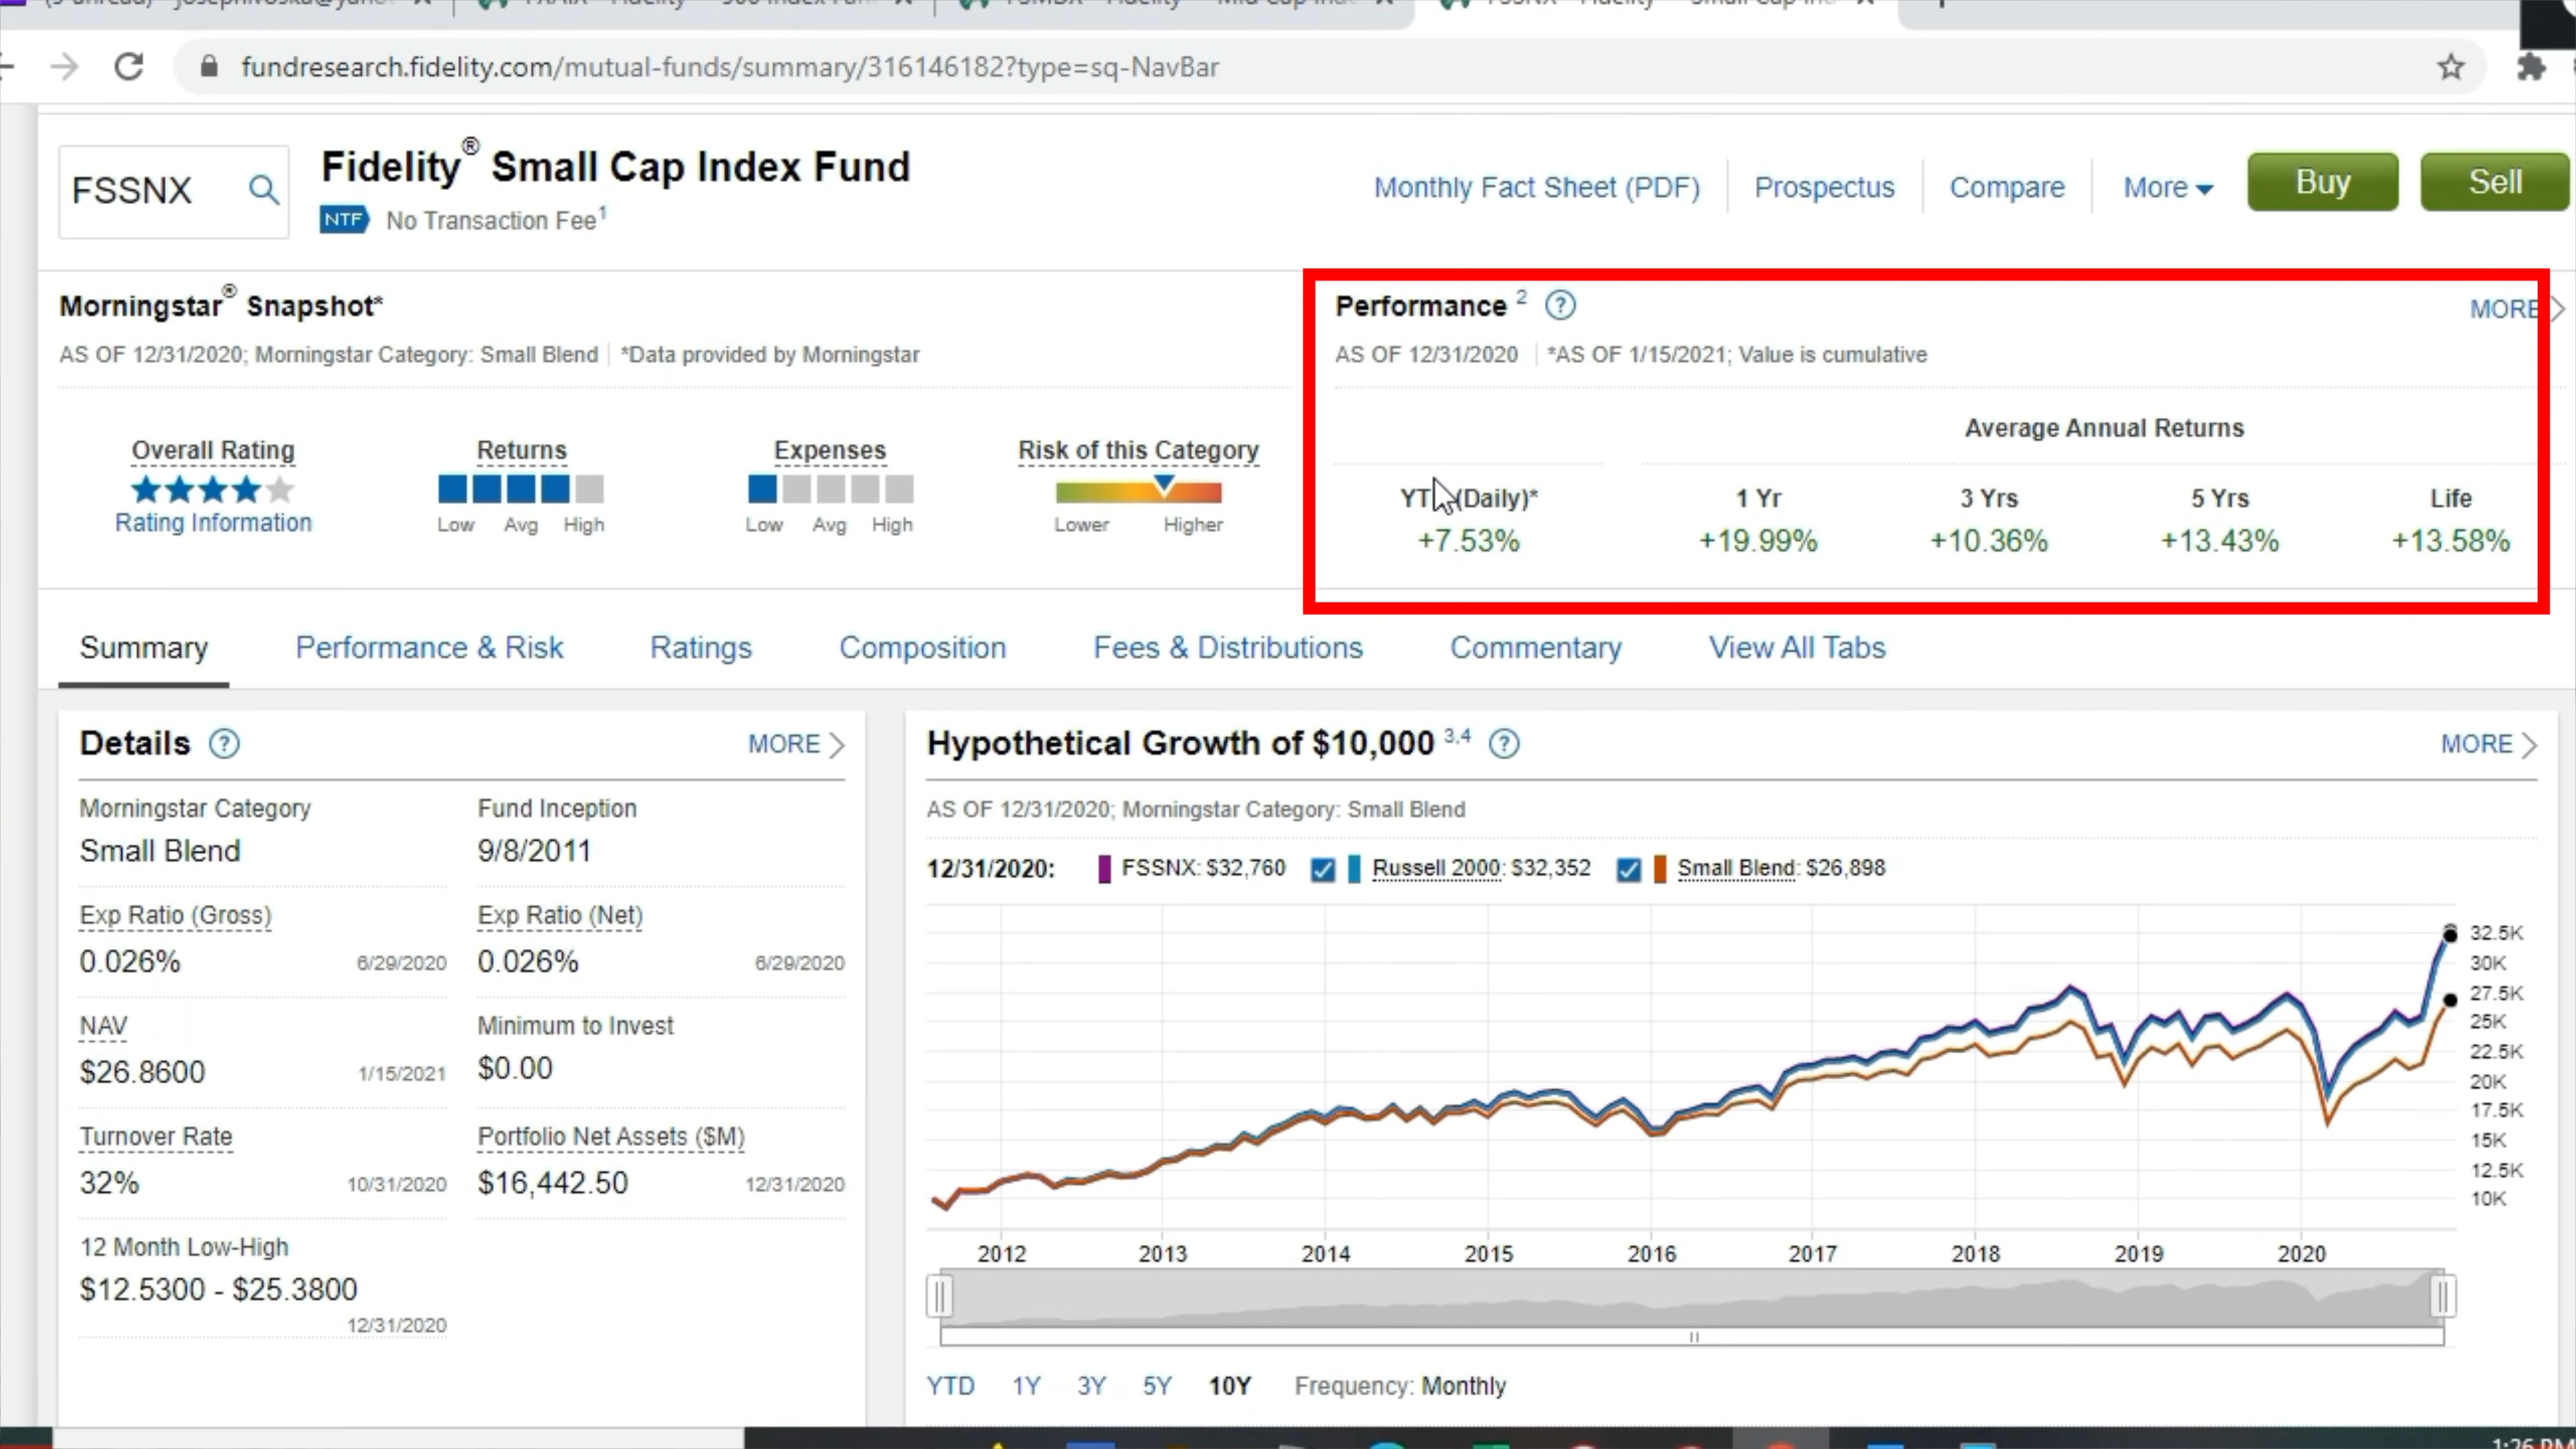 fundresearch.fidelity.com/mutual-funds/summary/316146182?type=sq-NavBar
FSSNX
Fidelity® Small Cap Index Fund
NTF No Transaction Fee1
Monthly Fact Sheet (PDF)
Prospectus
Compare
More
Buy
Sell
Morningstar® Snapshot*
AS OF 12/31/2020; Morningstar Category: Small Blend *Data provided by Morningstar
Overall Rating
Rating Information
Returns
Low Avg High
Expenses
Low Avg High
Risk of this Category
Lower Higher
Performance 2 ?
MORE
AS OF 12/31/2020 *AS OF 1/15/2021; Value is cumulative
Average Annual Returns
(Daily)* 1 Yr 3 Yrs 5 Yrs Life
+7.53% +19.99% +10.36% +13.43% +13.58%
Summary Performance & Risk Ratings Composition Fees & Distributions Commentary View All Tabs
Details ?
MORE
Morningstar Category
Small Blend
Fund Inception
9/8/2011
Exp Ratio (Gross)
0.026% 6/29/2020
Exp Ratio (Net)
0.026% 6/29/2020
NAV
$26.8600 1/15/2021
Minimum to Invest
$0.00
Turnover Rate
32% 10/31/2020
Portfolio Net Assets ($M)
$16,442.50 12/31/2020
12 Month Low-High
$12.5300 - $25.3800
12/31/2020
Hypothetical Growth of $10,000 3,4 ?
MORE
AS OF 12/31/2020; Morningstar Category: Small Blend
12/31/2020: FSSNX: $32,760 Russell 2000: $32,352 Small Blend: $26,898
32.5K
30K
27.5K
25K
22.5K
20K
17.5K
15K
12.5K
10K
2012 2013 2014 2015 2016 2017 2018 2019 2020
YTD 1Y 3Y 5Y 10Y Frequency: Monthly